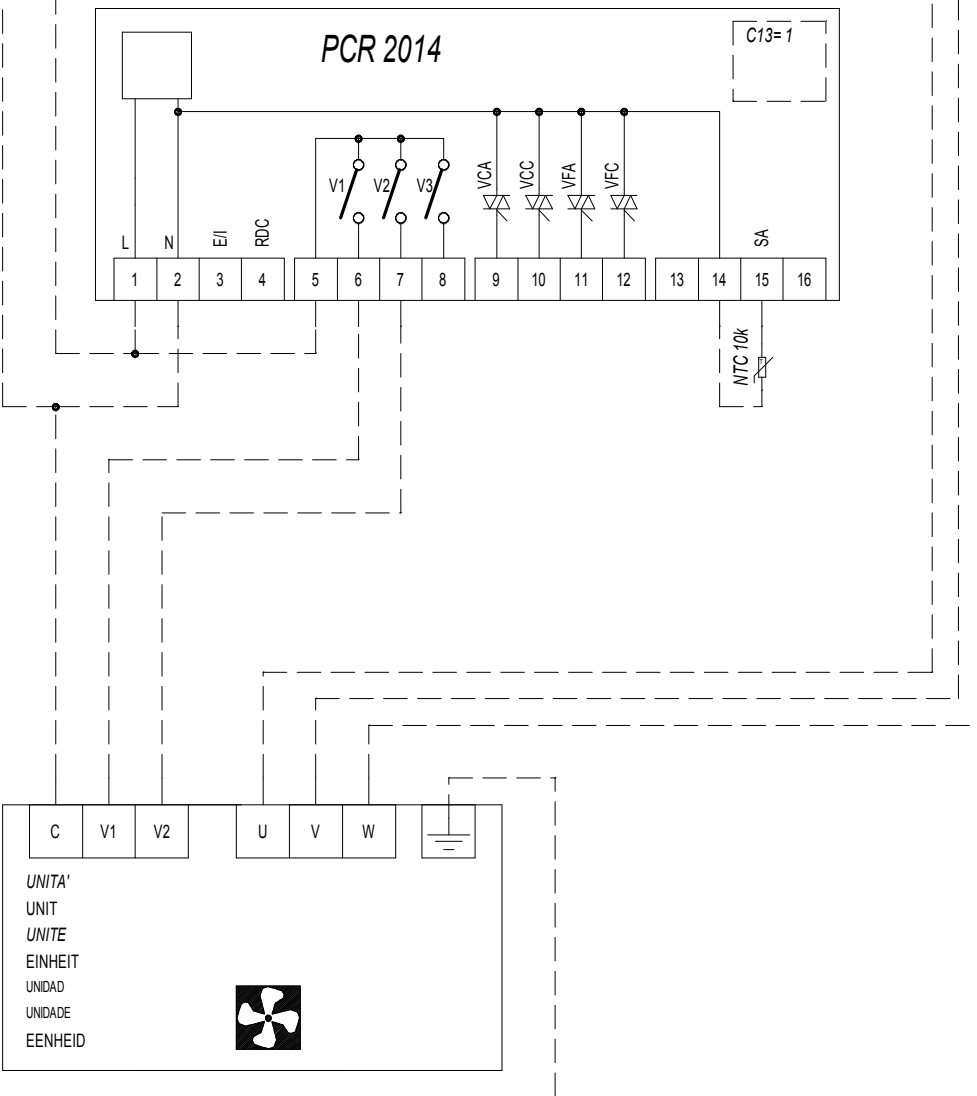 PCR 2014
C13= 1
V1 V2 V3
VCA VCC VFA VFC
L N E/I RDC SA
1 2 3 4 5 6 7 8 9 10 11 12 13 14 15 16
NTC 10k
C V1 V2 U V W
UNITA'
UNIT
UNITE
EINHEIT
UNIDAD
UNIDADE
EENHEID